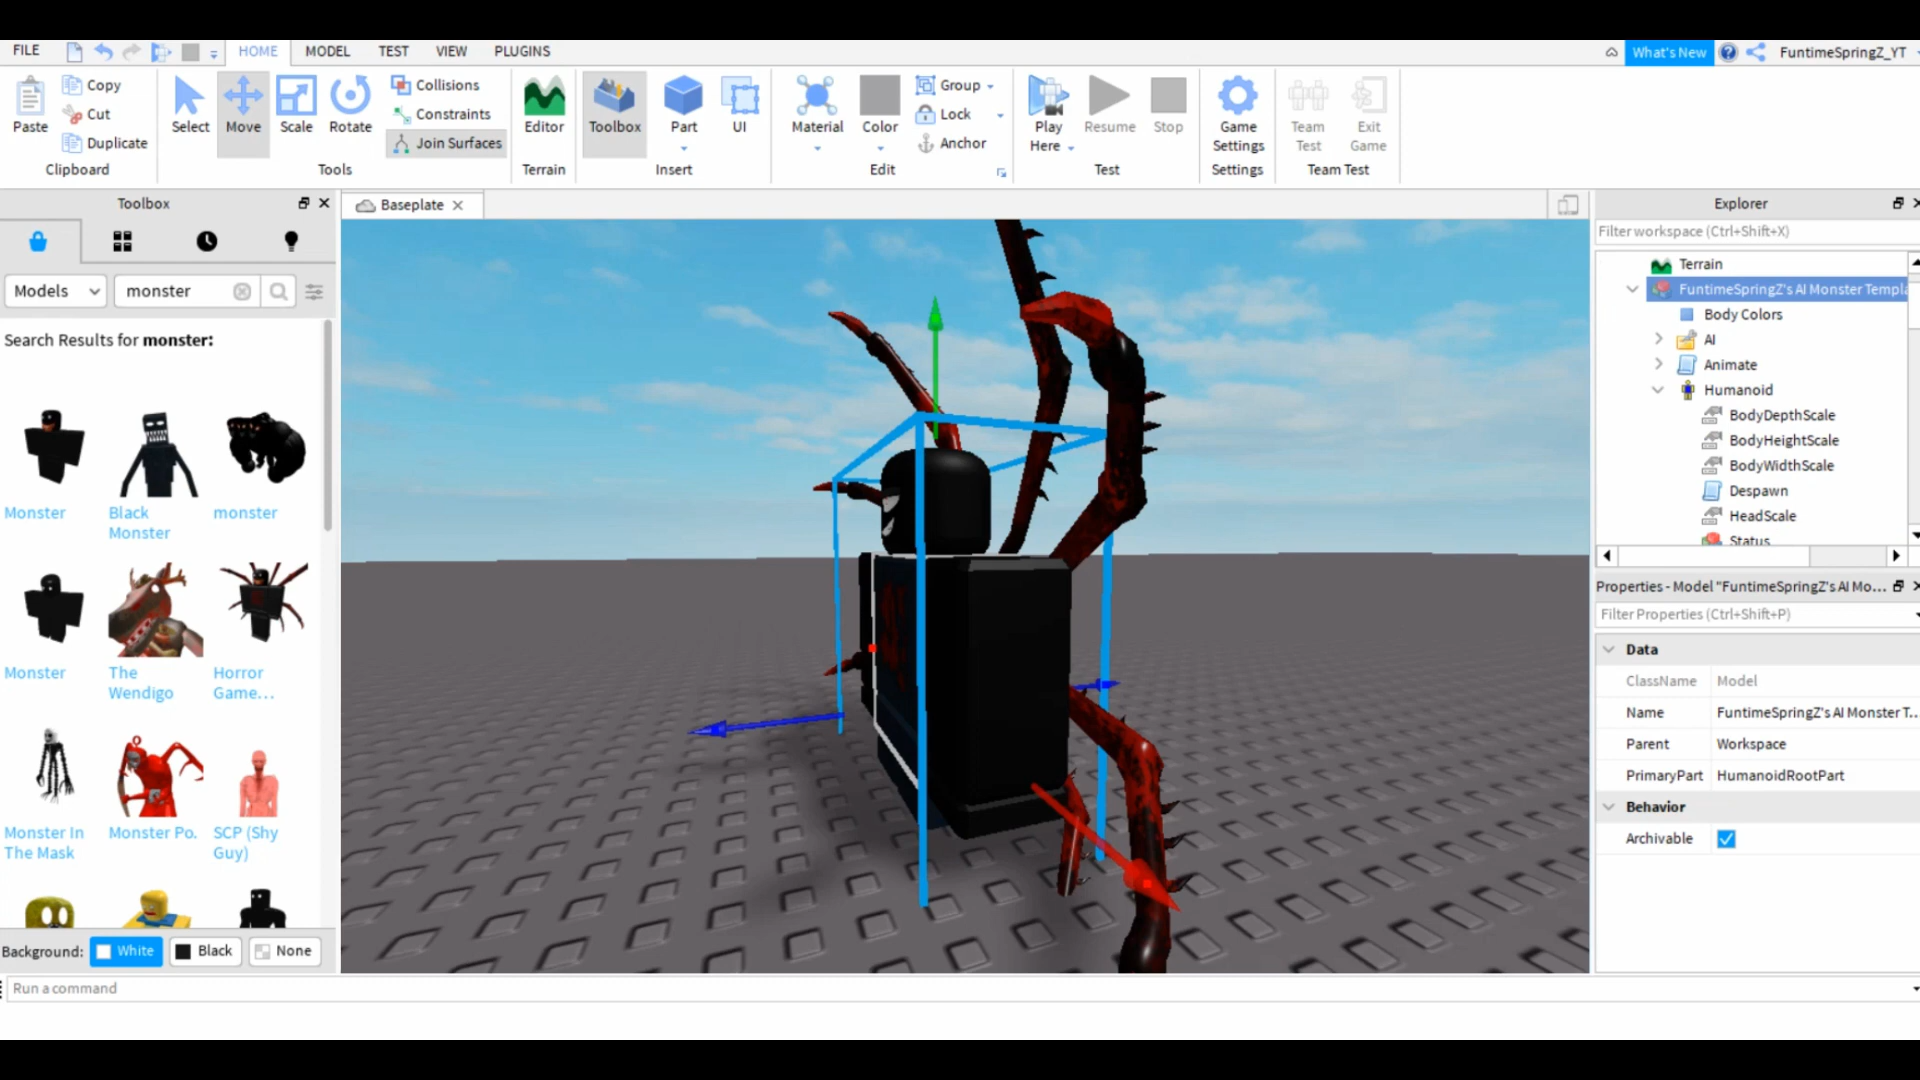 FILE
HOME
MODEL
TEST
VIEW
PLUGINS
What's New
FuntimeSpringZ_YT
Paste
Copy
Cut
Duplicate
Clipboard
Select
Move
Scale
Rotate
Collisions
Constraints
Join Surfaces
Tools
Editor
Terrain
Toolbox
Part
UI
Insert
Material
Color
Group
Lock
Anchor
Edit
Play
Here
Resume
Stop
Test
Game
Settings
Settings
Team
Test
Exit
Game
Team Test
Toolbox
Models
monster
Search Results for monster:
Monster
Black
Monster
monster
Monster
The
Wendigo
Horror
Game...
Monster In
The Mask
Monster Po.
SCP (Shy
Guy)
Background:
White
Black
None
Baseplate
Explorer
Filter workspace (Ctrl+Shift+X)
Terrain
FuntimeSpringZ's AI Monster Templa
Body Colors
AI
Animate
Humanoid
BodyDepthScale
BodyHeightScale
BodyWidthScale
Despawn
HeadScale
Status
Properties - Model "FuntimeSpringZ's AI Mo...
Filter Properties (Ctrl+Shift+P)
Data
ClassName Model
Name FuntimeSpringZ's AI Monster T...
Parent Workspace
PrimaryPart HumanoidRootPart
Behavior
Archivable
Run a command